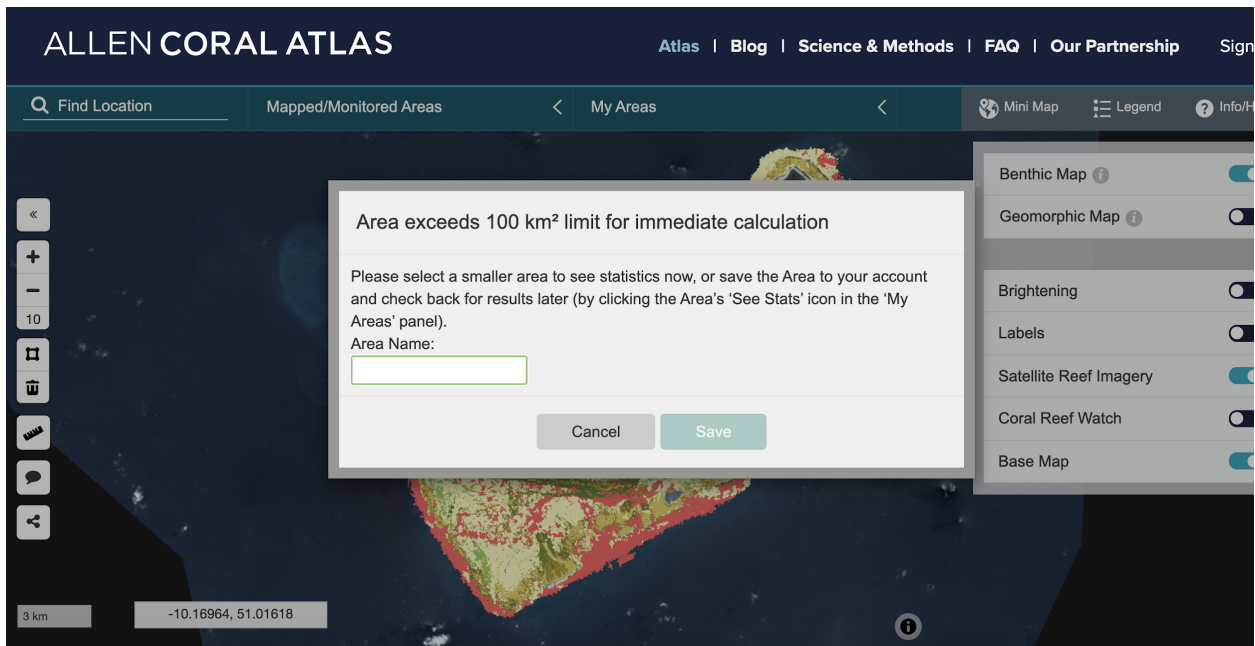 ALLEN CORAL ATLAS
Atlas | Blog | Science & Methods | FAQ | Our Partnership Sign
Find Location Mapped/Monitored Areas My Areas Mini Map Legend Info/H
Benthic Map
Geomorphic Map
Area exceeds 100 km² limit for immediate calculation
Please select a smaller area to see statistics now, or save the Area to your account
and check back for results later (by clicking the Area's ‘See Stats’ icon in the ‘My
Areas’ panel).
Area Name:
Cancel Save
Brightening
Labels
Satellite Reef Imagery
Coral Reef Watch
Base Map
10
3 km
-10.16964, 51.01618